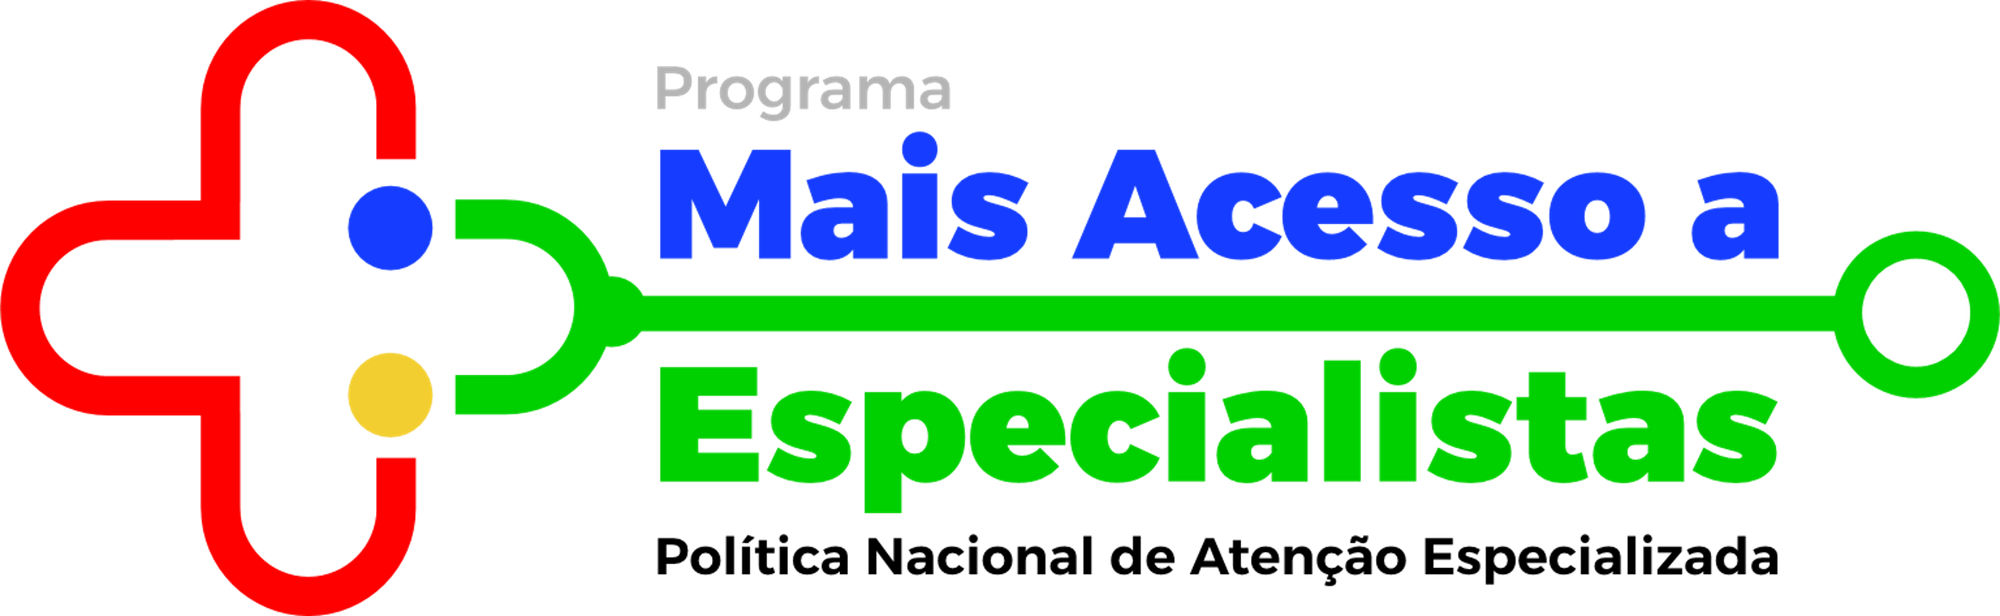 Programa
Mais Acesso a
Especialistas
Política Nacional de Atenção Especializada